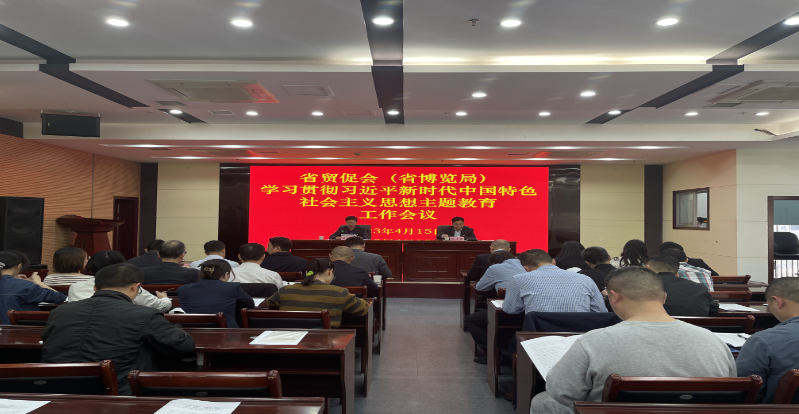 省贸促会（省博览局）
学习贯彻习近平新时代中国特色
社会主义思想主题教育
工作会议
3年4月15